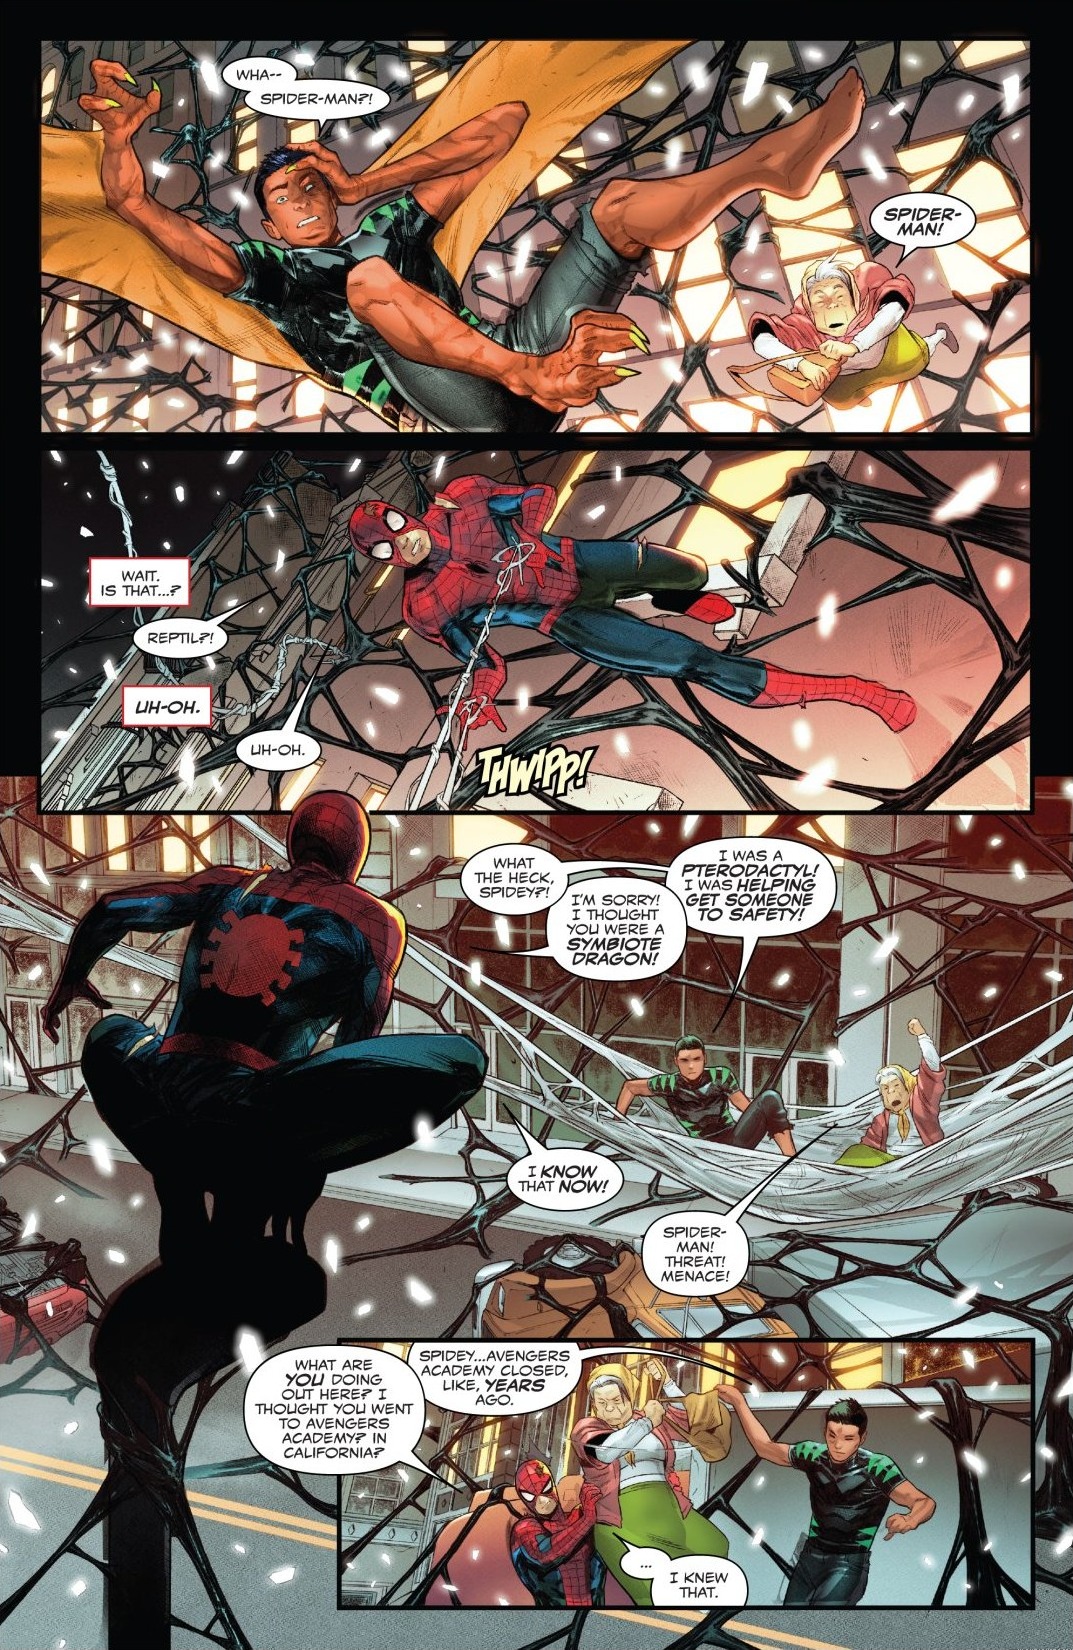 WHA--
SPIDER-MAN?!
SPIDER-
MAN!
WAIT.
IS THAT...?
REPTIL?!
UH-OH.
UH-OH.
THWIPP!
WHAT
THE HECK,
SPIDEY?!
I'M SORRY!
I THOUGHT
YOU WERE A
SYMBIOTE
DRAGON!
I WAS A
PTERODACTYL!
I WAS HELPING
GET SOMEONE
TO SAFETY!
I KNOW
THAT NOW!
SPIDER-
MAN!
THREAT!
MENACE!
WHAT ARE
YOU DOING
OUT HERE? I
THOUGHT YOU WENT
TO AVENGERS
ACADEMY? IN
CALIFORNIA?
SPIDEY...AVENGERS
ACADEMY CLOSED,
LIKE, YEARS
AGO.
...
I KNEW
THAT.